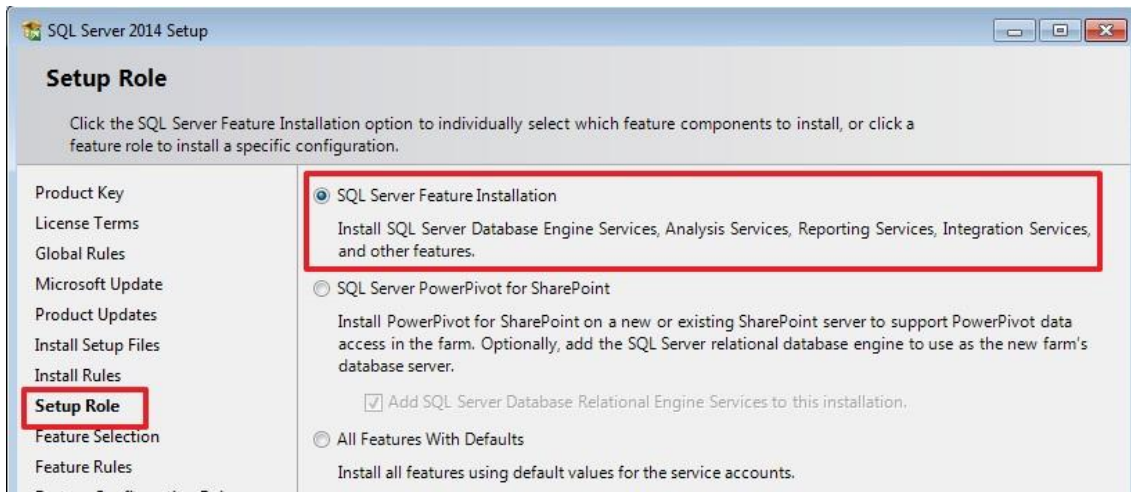 SQL Server 2014 Setup
Setup Role
Click the SQL Server Feature Installation option to individually select which feature components to install, or click a
feature role to install a specific configuration.
Product Key
License Terms
Global Rules
Microsoft Update
Product Updates
Install Setup Files
Install Rules
Setup Role
Feature Selection
Feature Rules
SQL Server Feature Installation
Install SQL Server Database Engine Services, Analysis Services, Reporting Services, Integration Services,
and other features.
SQL Server PowerPivot for SharePoint
Install PowerPivot for SharePoint on a new or existing SharePoint server to support PowerPivot data
access in the farm. Optionally, add the SQL Server relational database engine to use as the new farm's
database server.
Add SQL Server Database Relational Engine Services to this installation.
All Features With Defaults
Install all features using default values for the service accounts.